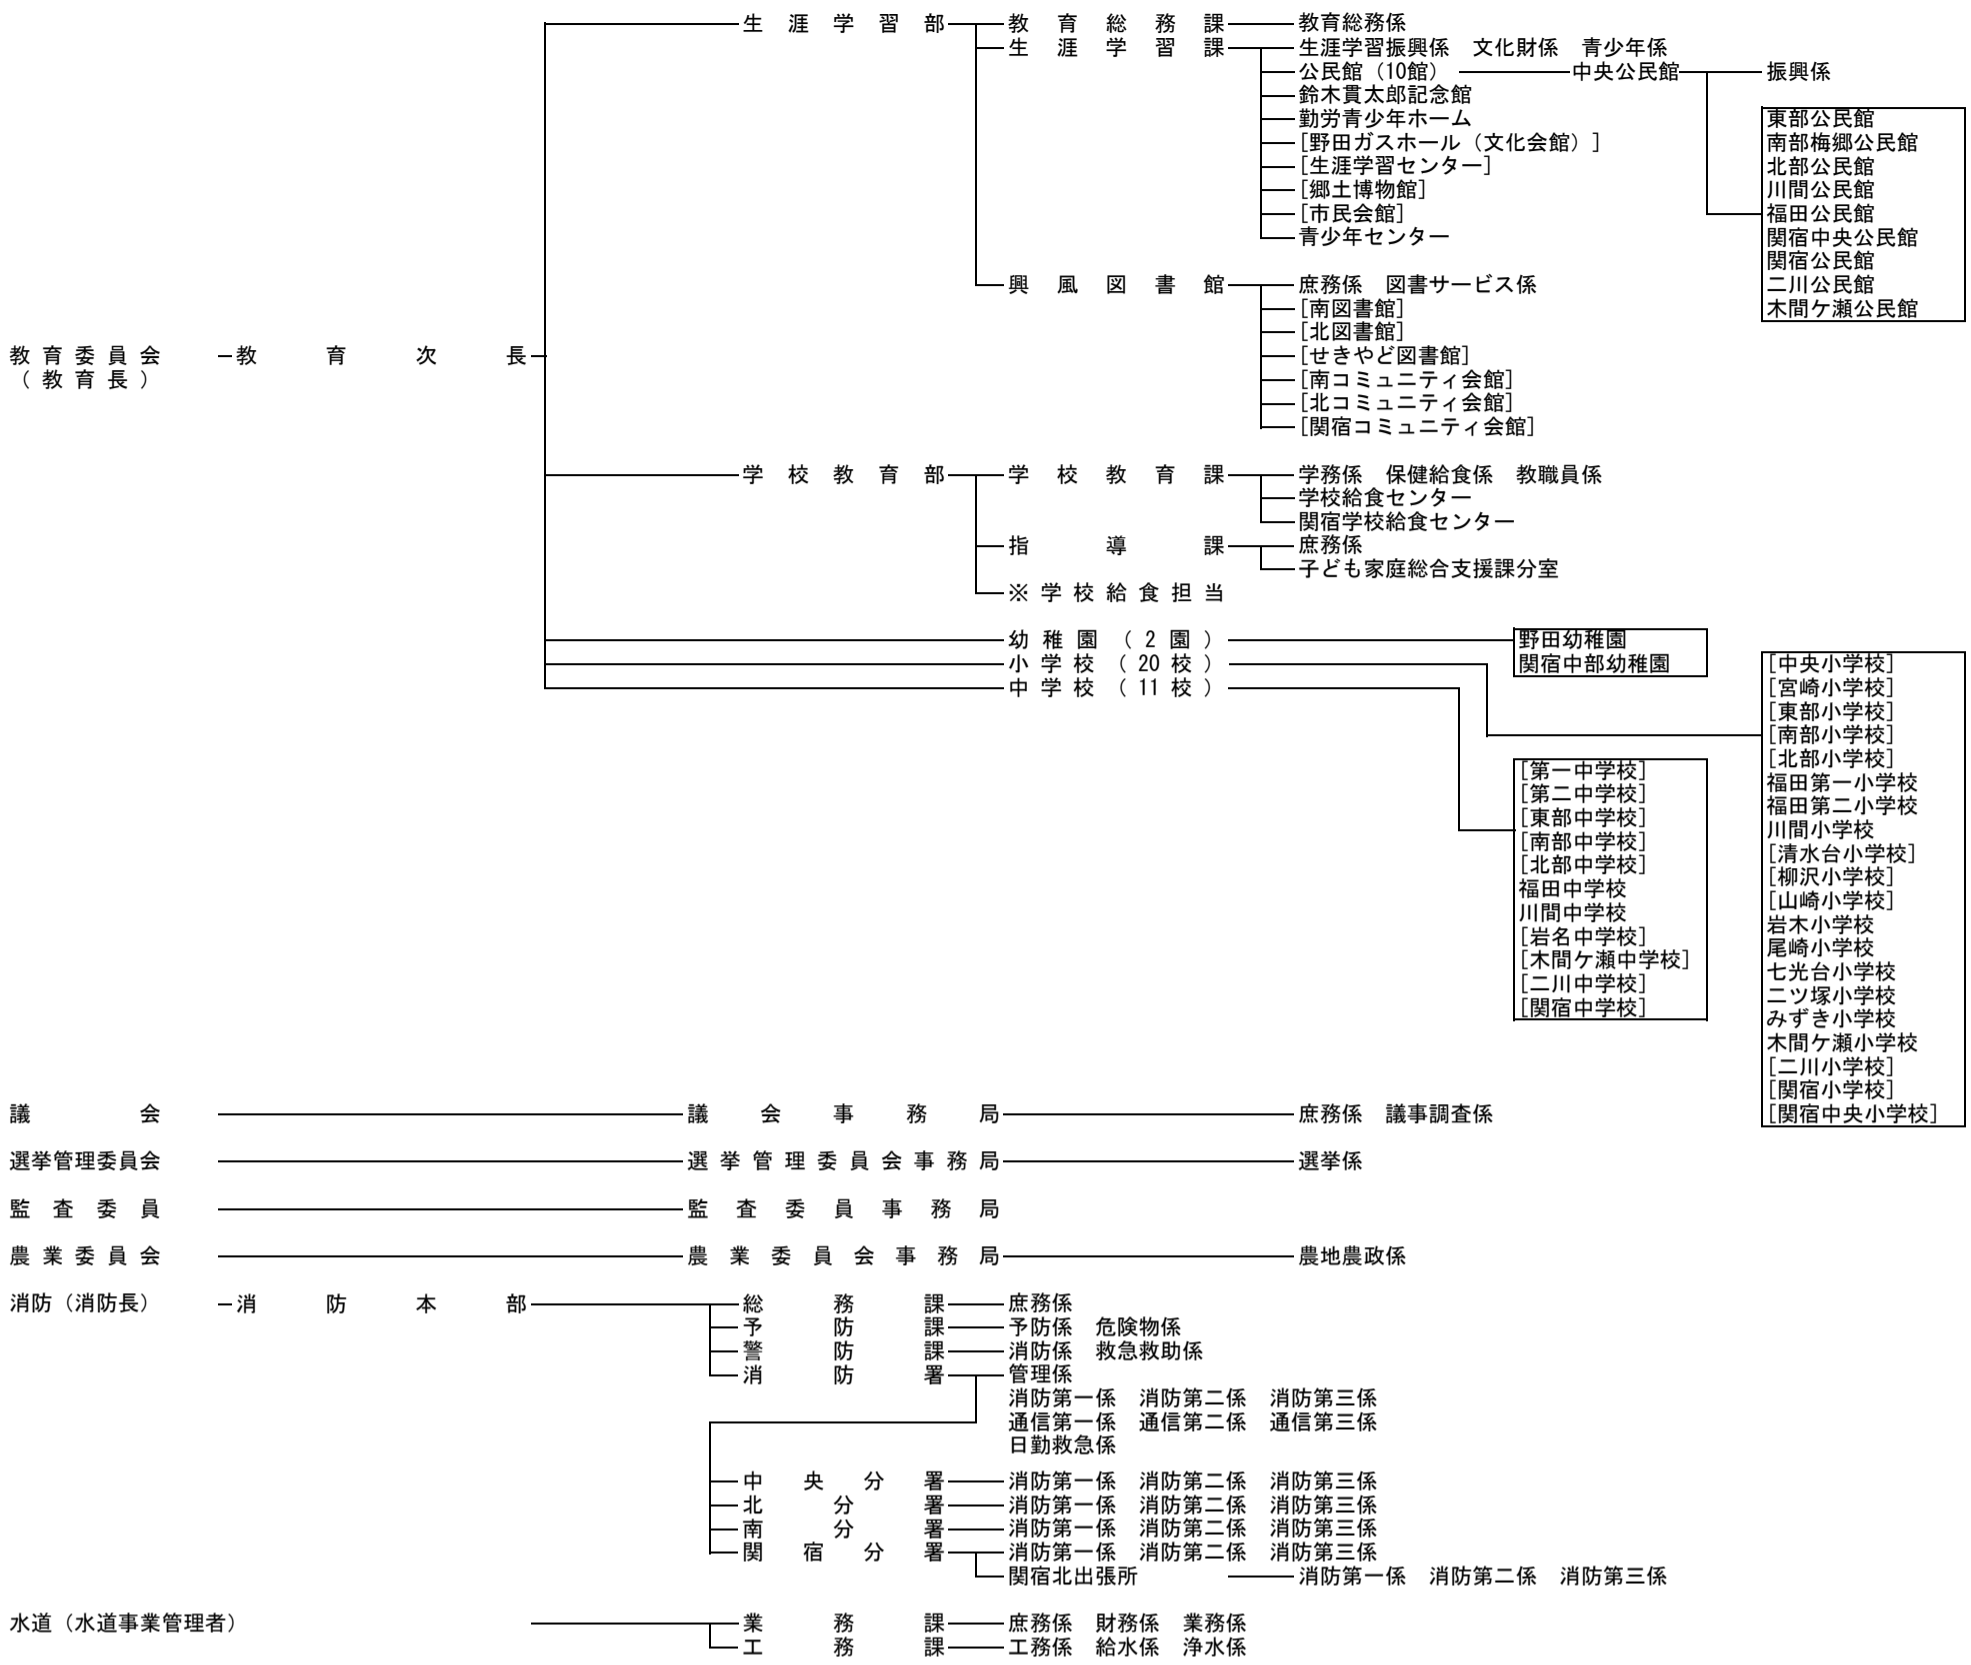 生涯学習部 教育総務課 教育総務係
生涯学習課 生涯学習振興係 文化財係 青少年係
公民館（10館） 中央公民館 振興係
鈴木貫太郎記念館
勤労青少年ホーム
[野田ガスホール（文化会館）]
[生涯学習センター]
[郷土博物館]
[市民会館]
青少年センター
東部公民館
南部梅郷公民館
北部公民館
川間公民館
福田公民館
関宿中央公民館
関宿公民館
二川公民館
木間ケ瀬公民館
興風図書館 庶務係 図書サービス係
[南図書館]
[北図書館]
[せきやど図書館]
[南コミュニティ会館]
[北コミュニティ会館]
[関宿コミュニティ会館]
教育委員会 教育次長
（教育長）
学校教育部 学校教育課 学務係 保健給食係 教職員係
学校給食センター
関宿学校給食センター
指導課 庶務係
子ども家庭総合支援課分室
※学校給食担当
幼稚園（2園） 野田幼稚園
関宿中部幼稚園
小学校（20校）
中学校（11校）
[中央小学校]
[宮崎小学校]
[東部小学校]
[南部小学校]
[北部小学校]
福田第一小学校
福田第二小学校
川間小学校
[清水台小学校]
[柳沢小学校]
[山崎小学校]
岩木小学校
尾崎小学校
七光台小学校
二ツ塚小学校
みずき小学校
木間ケ瀬小学校
[二川小学校]
[関宿小学校]
[関宿中央小学校]
[第一中学校]
[第二中学校]
[東部中学校]
[南部中学校]
[北部中学校]
福田中学校
川間中学校
[岩名中学校]
[木間ケ瀬中学校]
[二川中学校]
[関宿中学校]
議会 議会事務局 庶務係 議事調査係
選挙管理委員会 選挙管理委員会事務局 選挙係
監査委員 監査委員事務局
農業委員会 農業委員会事務局 農地農政係
消防（消防長） 消防本部 総務課 庶務係
予防課 予防係 危険物係
警防課 消防係 救急救助係
消防署 管理係
消防第一係 消防第二係 消防第三係
通信第一係 通信第二係 通信第三係
日勤救急係
中央分署 消防第一係 消防第二係 消防第三係
北分署 消防第一係 消防第二係 消防第三係
南分署 消防第一係 消防第二係 消防第三係
関宿分署 消防第一係 消防第二係 消防第三係
関宿北出張所 消防第一係 消防第二係 消防第三係
水道（水道事業管理者） 業務課 庶務係 財務係 業務係
工務課 工務係 給水係 浄水係